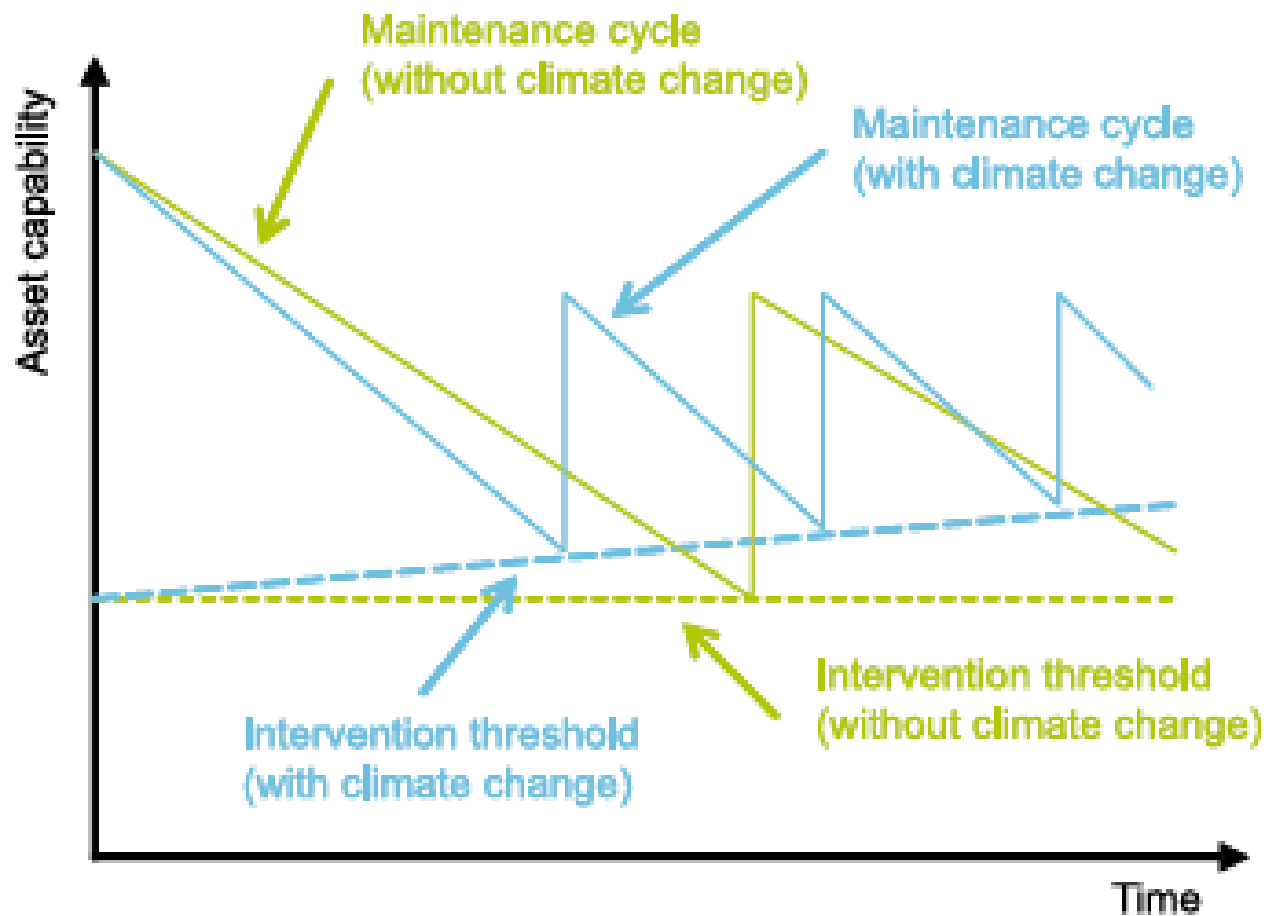 Maintenance cycle
(without climate change)
Maintenance cycle
(with climate change)
Asset capability
Intervention threshold
(without climate change)
Intervention threshold
(with climate change)
Time